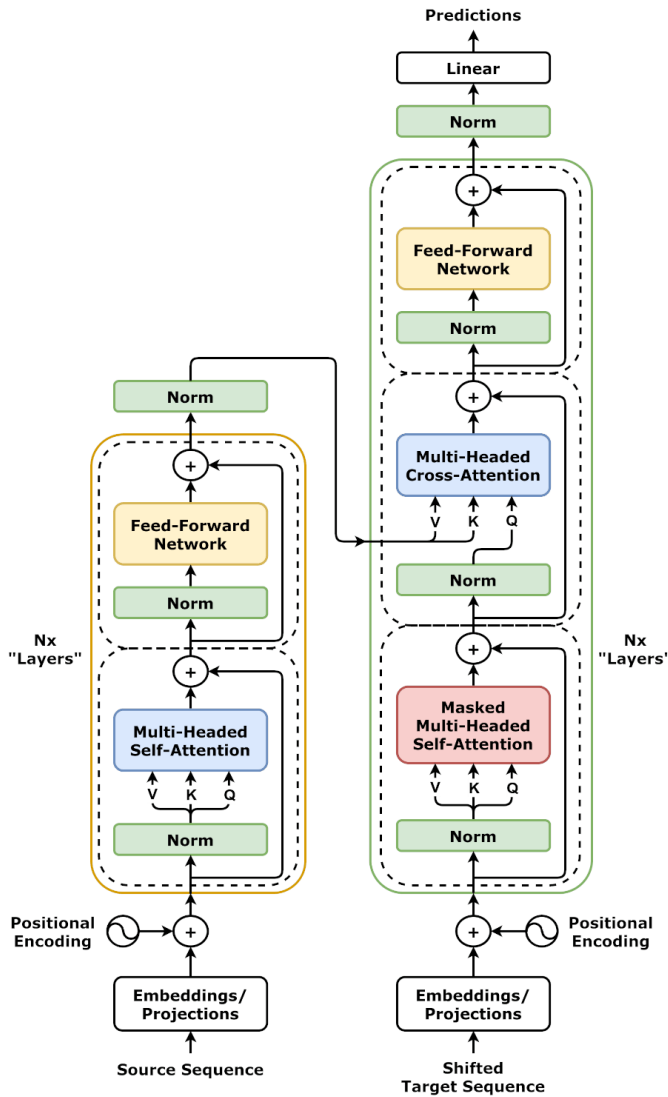 Predictions
Linear
Norm
Feed-Forward
Network
Norm
Multi-Headed
Cross-Attention
V
K
Q
Norm
Masked
Multi-Headed
Self-Attention
V
K
Q
Norm
Nx
"Layers'
Positional
Encoding
Embeddings/
Projections
Shifted
Target Sequence
Norm
Feed-Forward
Network
Norm
Nx
"Layers"
Multi-Headed
Self-Attention
V
K
Q
Norm
Positional
Encoding
Embeddings/
Projections
Source Sequence